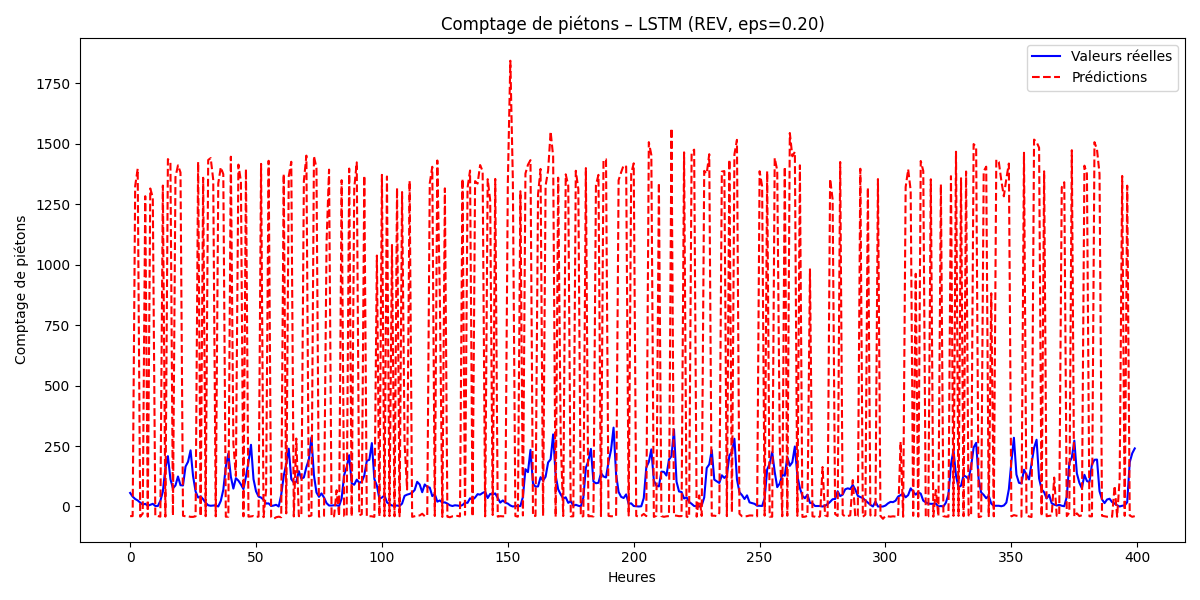 Comptage de piétons – LSTM (REV, eps=0.20)
Valeurs réelles
Prédictions
Comptage de piétons
1750
1500
1250
1000
750
500
250
0
0 50 100 150 200 250 300 350 400
Heures